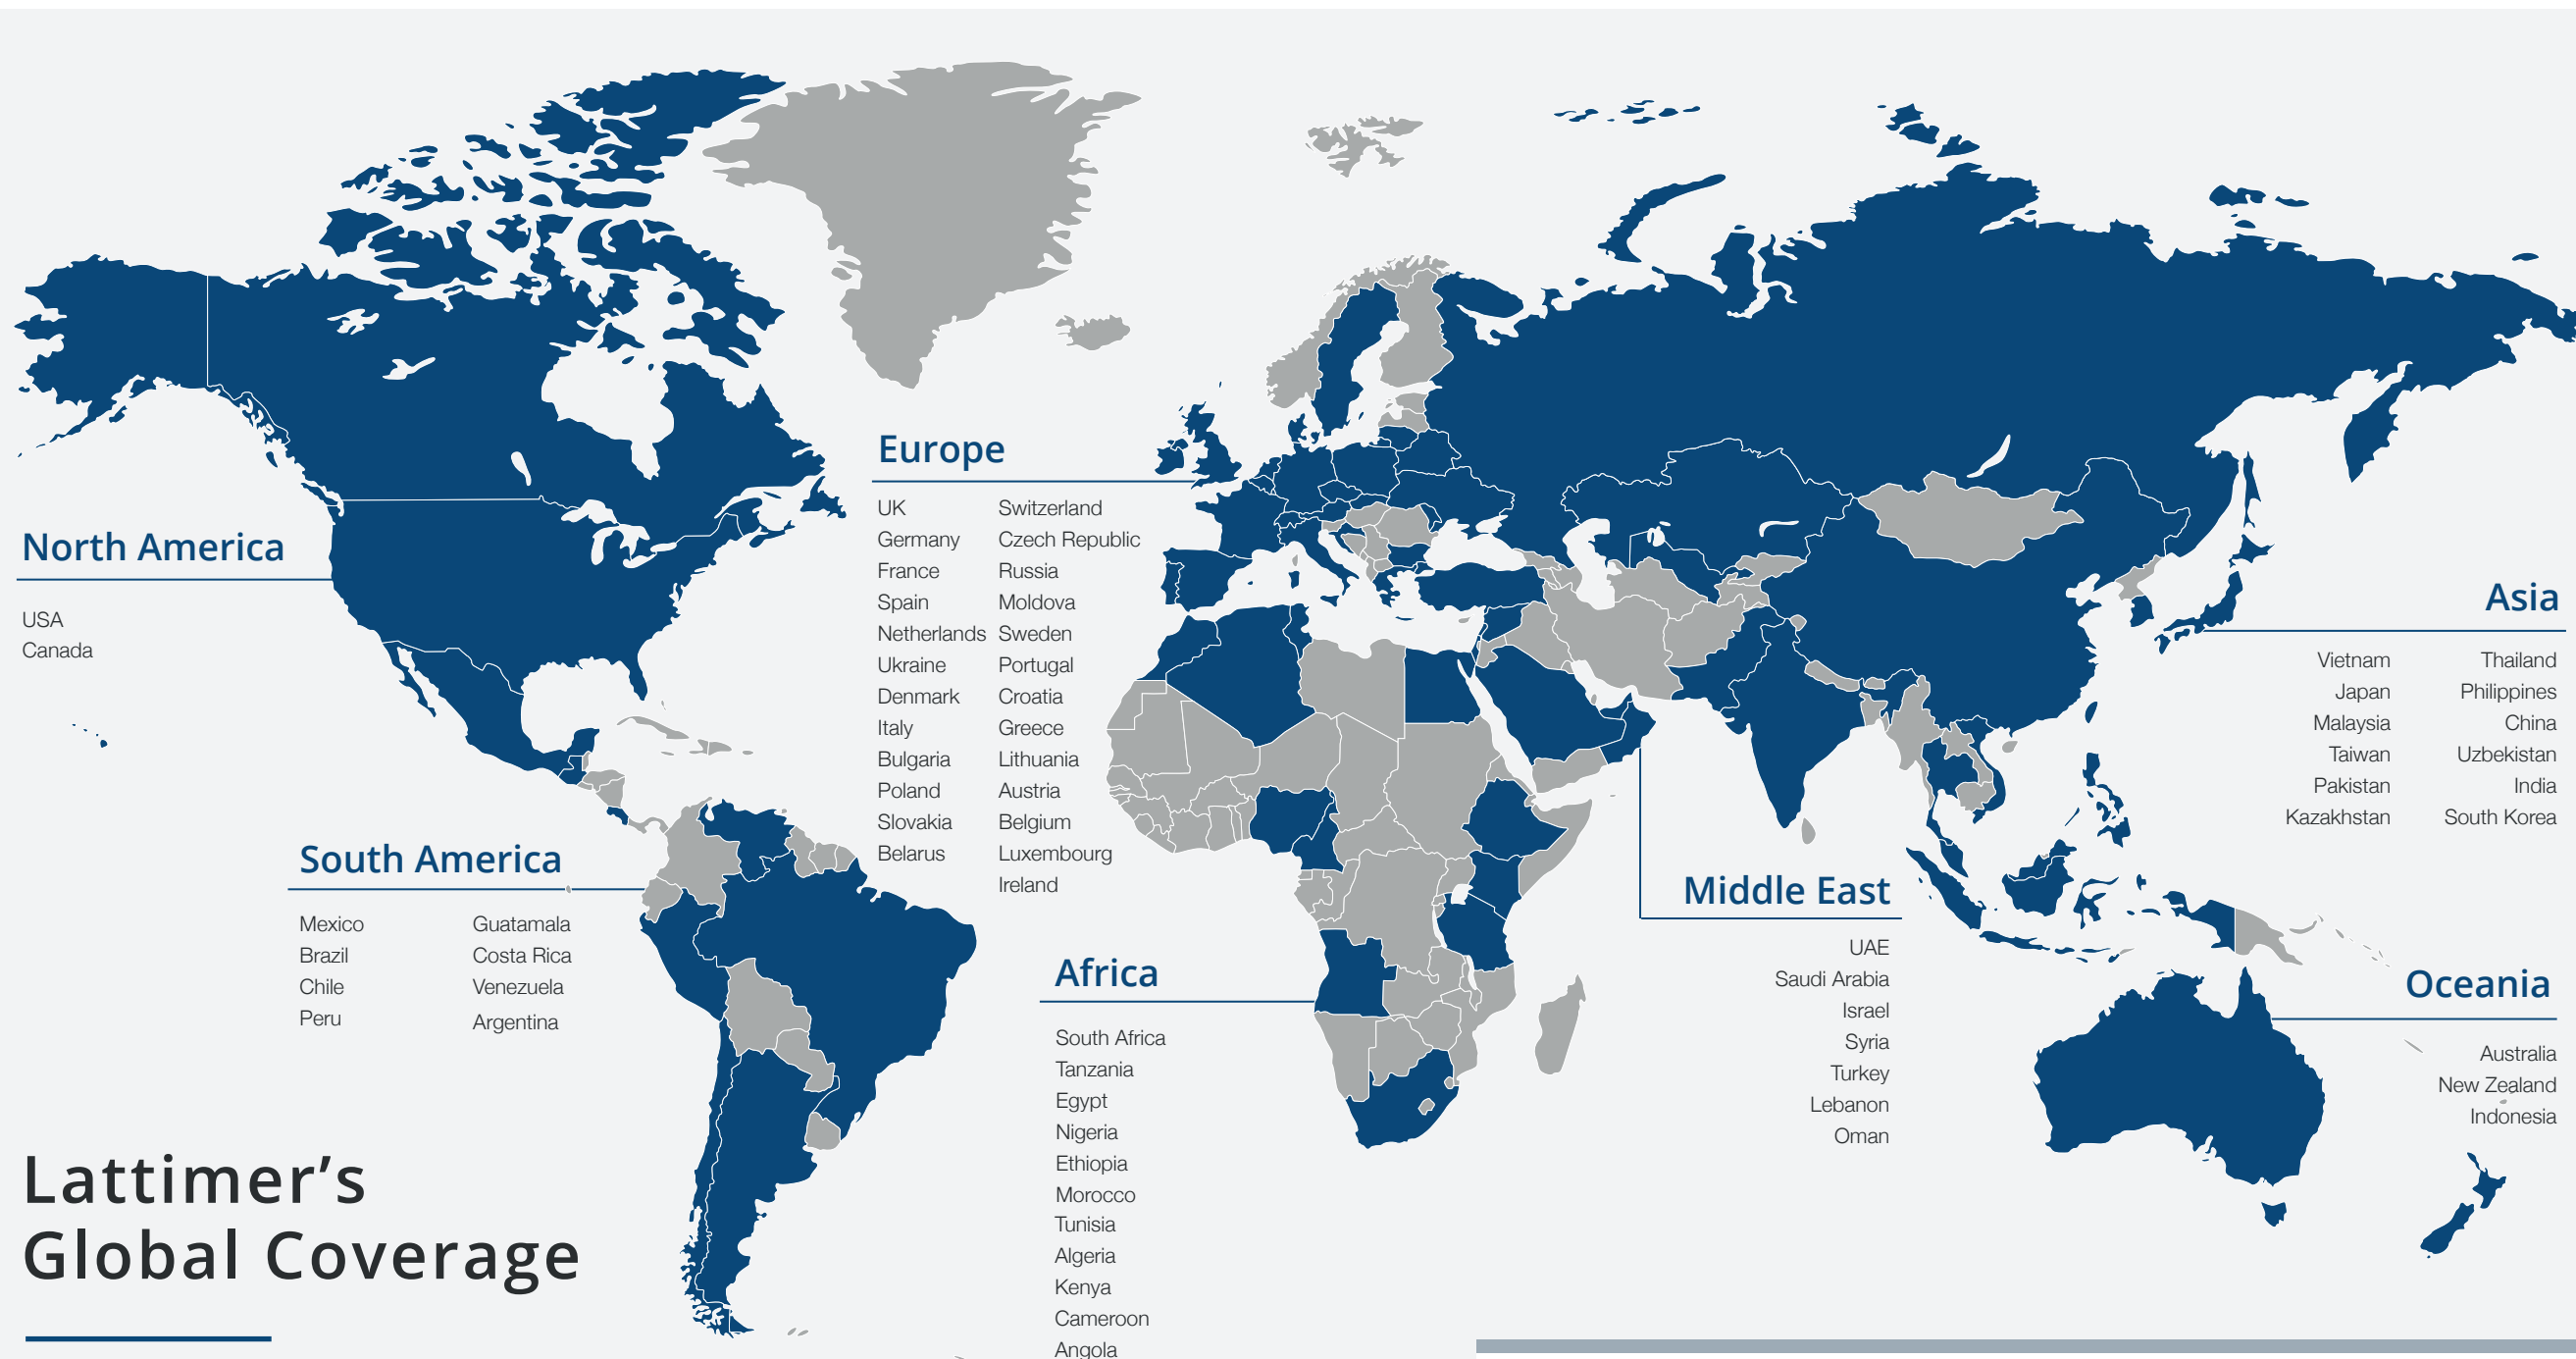 North America
USA
Canada
South America
Mexico
Brazil
Chile
Peru
Guatamala
Costa Rica
Venezuela
Argentina
Lattimer’s
Global Coverage
Europe
UK
Germany
France
Spain
Netherlands
Ukraine
Denmark
Italy
Bulgaria
Poland
Slovakia
Belarus
Switzerland
Czech Republic
Russia
Moldova
Sweden
Portugal
Croatia
Greece
Lithuania
Austria
Belgium
Luxembourg
Ireland
Africa
South Africa
Tanzania
Egypt
Nigeria
Ethiopia
Morocco
Tunisia
Algeria
Kenya
Cameroon
Angola
Middle East
UAE
Saudi Arabia
Israel
Syria
Turkey
Lebanon
Oman
Asia
Vietnam
Japan
Malaysia
Taiwan
Pakistan
Kazakhstan
Thailand
Philippines
China
Uzbekistan
India
South Korea
Oceania
Australia
New Zealand
Indonesia